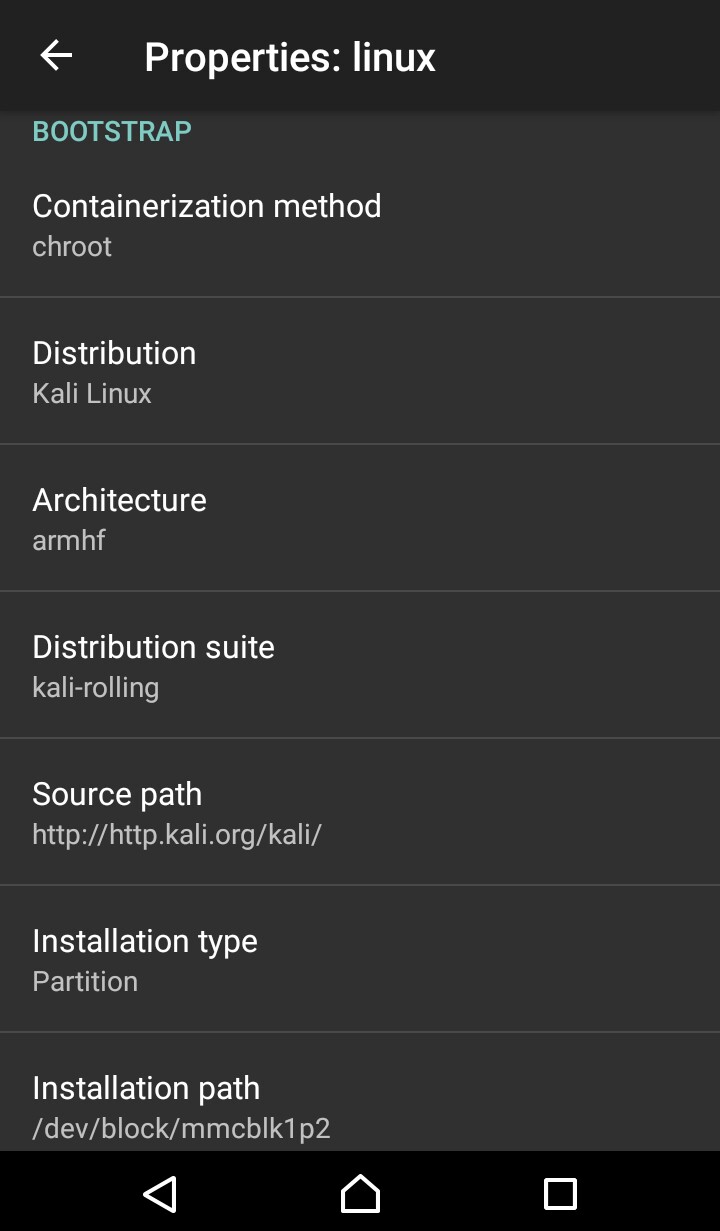 Properties: linux
BOOTSTRAP
Containerization method
chroot
Distribution
Kali Linux
Architecture
armhf
Distribution suite
kali-rolling
Source path
http://http.kali.org/kali/
Installation type
Partition
Installation path
/dev/block/mmcblk1p2